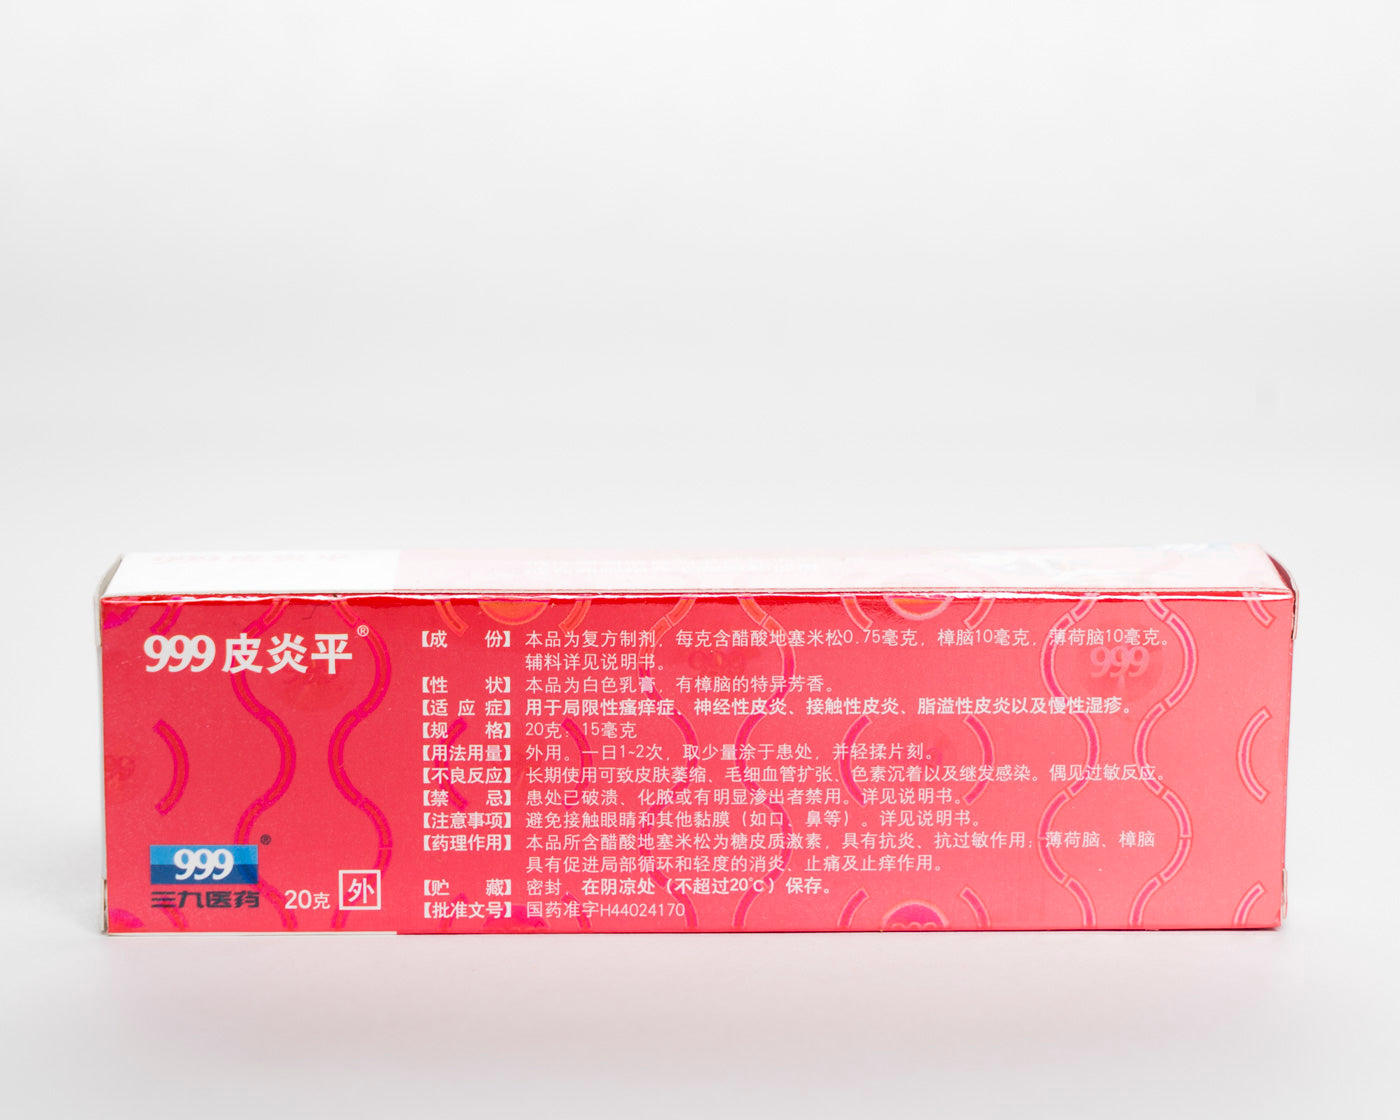 999皮炎平®
【成份】本品为复方制剂，每克含醋酸地塞米松0.75毫克，樟脑10毫克，薄荷脑10毫克。
辅料详见说明书。
【性状】本品为白色乳膏，有樟脑的特异芳香。
【适应症】用于局限性瘙痒症、神经性皮炎、接触性皮炎、脂溢性皮炎以及慢性湿疹。
【规格】20克：15毫克
【用法用量】外用。一日1~2次，取少量涂于患处，并轻揉片刻。
【不良反应】长期使用可致皮肤萎缩、毛细血管扩张、色素沉着以及继发感染。偶见过敏反应。
【禁忌】患处已破溃、化脓或有明显渗出者禁用。详见说明书。
【注意事项】避免接触眼睛和其他黏膜（如口、鼻等）。详见说明书。
【药理作用】本品所含醋酸地塞米松为糖皮质激素，具有抗炎、抗过敏作用；薄荷脑、樟脑
具有促进局部循环和轻度的消炎、止痛及止痒作用。
【贮藏】密封，在阴凉处（不超过20℃）保存。
【批准文号】国药准字H44024170
999®
三九医药
20克 外
999
999